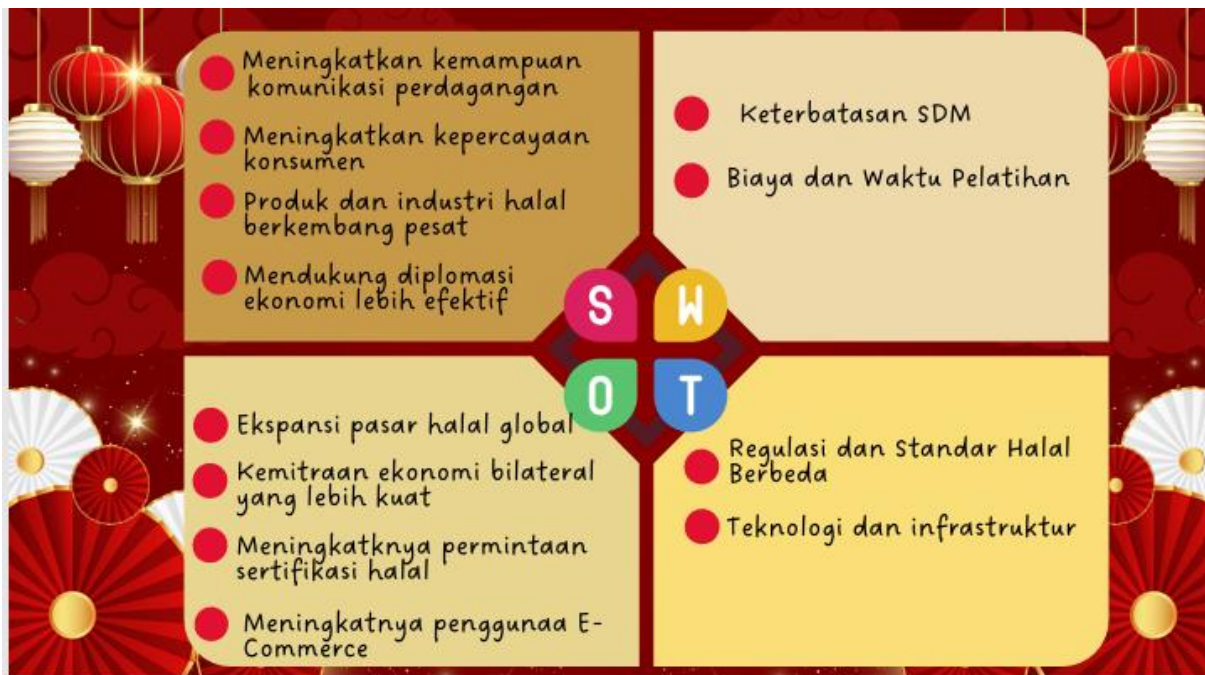 Meningkatkan kemampuan
komunikasi perdagangan
Meningkatkan kepercayaan
konsumen
Produk dan industri halal
berkembang pesat
Mendukung diplomasi
ekonomi lebih efektif
Keterbatasan SDM
Biaya dan Waktu Pelatihan
S W
O T
Ekspansi pasar halal global
Kemitraan ekonomi bilateral
yang lebih kuat
Meningkatknya permintaan
sertifikasi halal
Meningkatnya penggunaa E-
Commerce
Regulasi dan Standar Halal
Berbeda
Teknologi dan infrastruktur